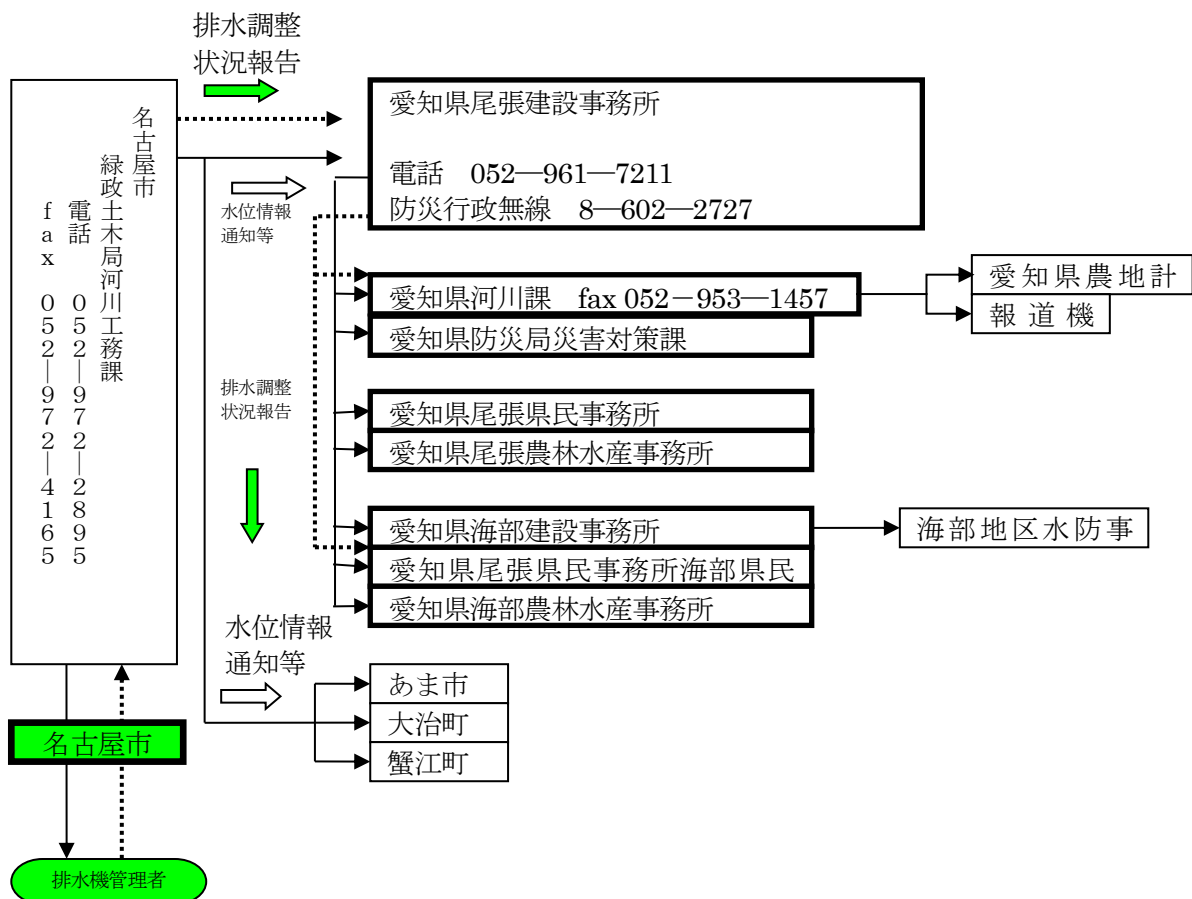 排水調整
状況報告
名古屋市
緑政土木局河川工務課
電話 052―972―2895
fax 052―972―4165
愛知県尾張建設事務所
電話 052―961―7211
防災行政無線 8―602―2727
水位情報
通知等
愛知県河川課 fax 052－953―1457
愛知県農地計
報道機
愛知県防災局災害対策課
排水調整
状況報告
愛知県尾張県民事務所
愛知県尾張農林水産事務所
愛知県海部建設事務所
海部地区水防事
愛知県尾張県民事務所海部県民
愛知県海部農林水産事務所
水位情報
通知等
あま市
大治町
蟹江町
名古屋市
排水機管理者